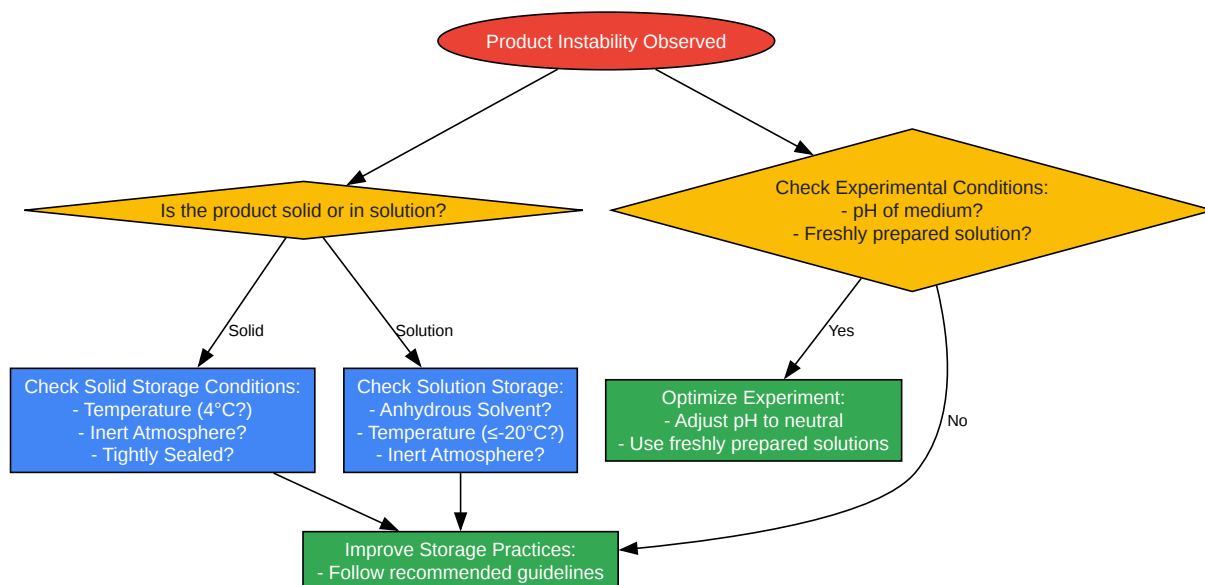 Product Instability Observed
Is the product solid or in solution?
Check Experimental Conditions:
- pH of medium?
- Freshly prepared solution?
Solid
Solution
Yes
No
Check Solid Storage Conditions:
- Temperature (4°C?)
- Inert Atmosphere?
- Tightly Sealed?
Check Solution Storage:
- Anhydrous Solvent?
- Temperature (≤-20°C?)
- Inert Atmosphere?
Optimize Experiment:
- Adjust pH to neutral
- Use freshly prepared solutions
Improve Storage Practices:
- Follow recommended guidelines